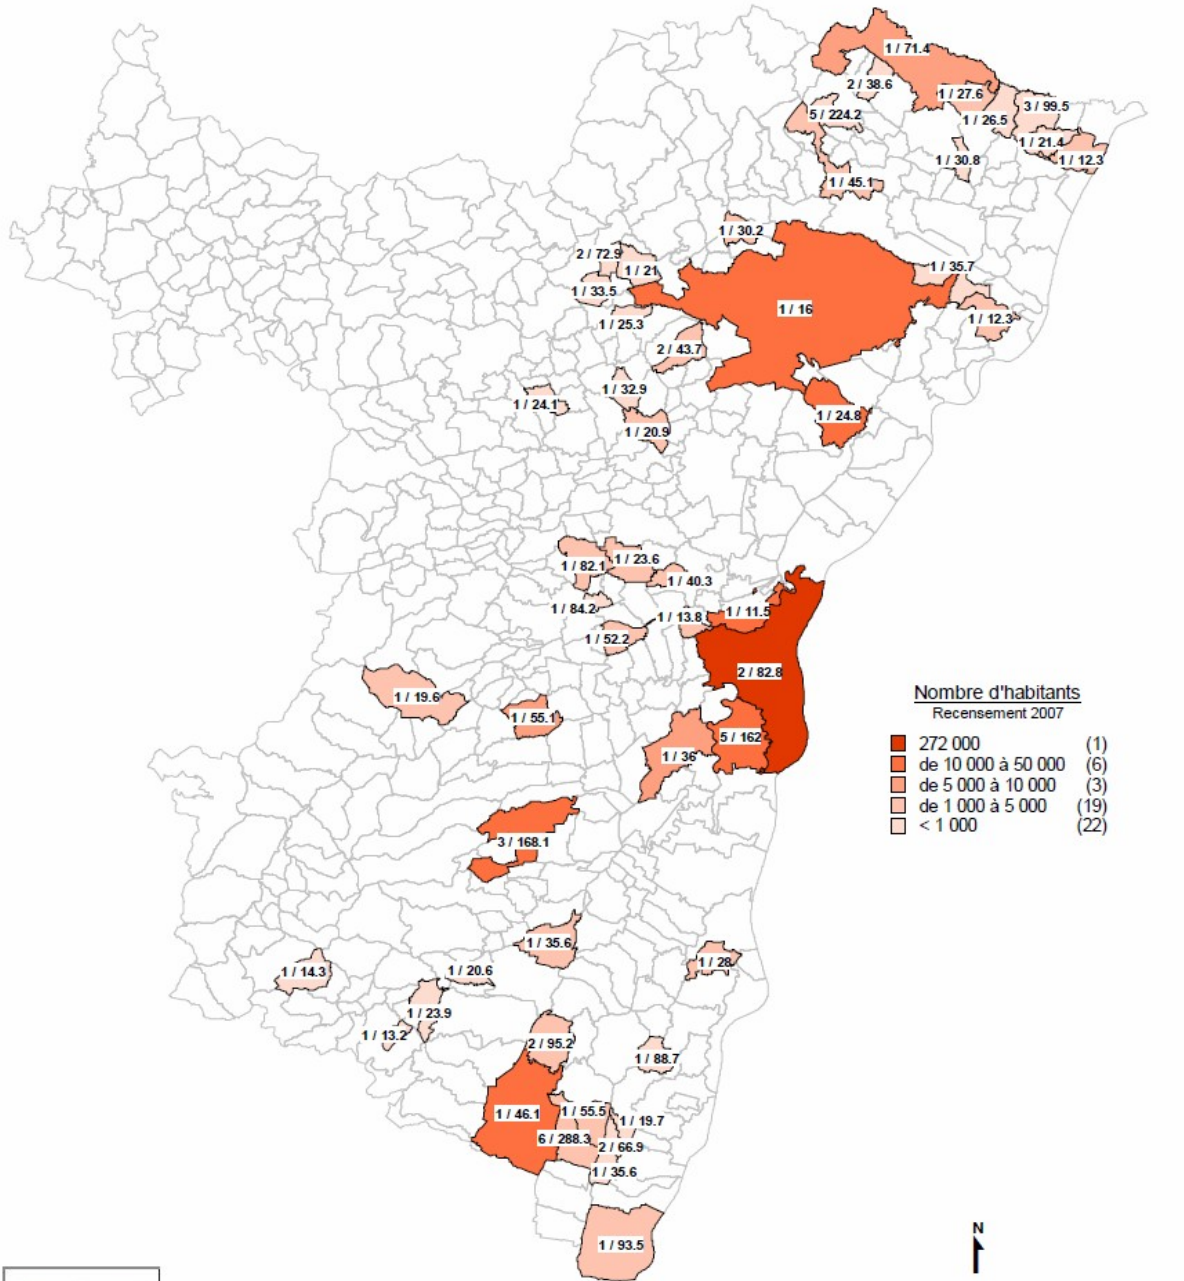 1 / 71.4
2 / 38.6
1 / 27.6
3 / 99.5
5 / 224.2
1 / 26.5
1 / 21.4
1 / 30.8
1 / 12.3
1 / 45.1
1 / 30.2
2 / 72.9
1 / 21
1 / 35.7
1 / 33.5
1 / 16
1 / 25.3
1 / 12.3
2 / 43.7
1 / 32.9
1 / 24.1
1 / 24.8
1 / 20.9
1 / 82.1
1 / 23.6
1 / 40.3
1 / 84.2
1 / 13.8
1 / 11.5
1 / 52.2
2 / 82.8
1 / 19.6
1 / 55.1
5 / 162
1 / 36
Nombre d'habitants
Recensement 2007
272 000 (1)
de 10 000 à 50 000 (6)
de 5 000 à 10 000 (3)
de 1 000 à 5 000 (19)
< 1 000 (22)
3 / 168.1
1 / 35.6
1 / 28
1 / 14.3
1 / 20.6
1 / 23.9
1 / 13.2
2 / 95.2
1 / 88.7
1 / 46.1
1 / 55.5
1 / 19.7
6 / 288.3
2 / 66.9
1 / 35.6
1 / 93.5
N